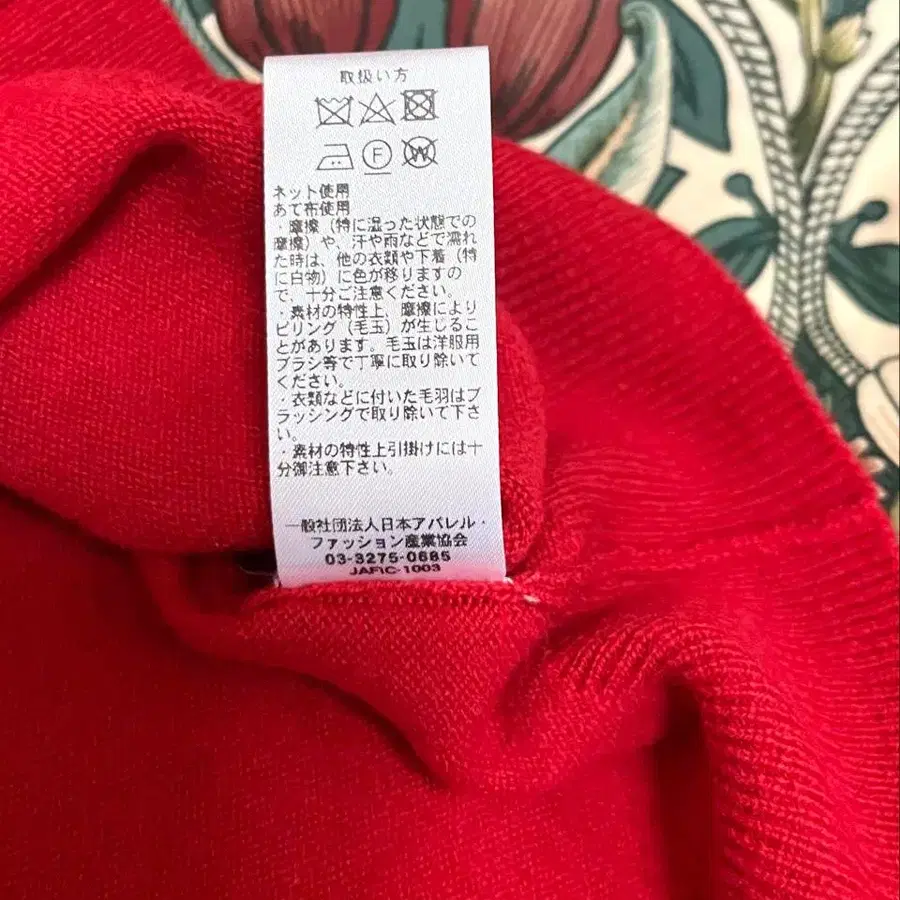 取扱い方
F W
ネット使用
あて布使用
・摩擦（特に湿った状態での
摩擦）や、汗や雨などで濡れ
た時は、他の衣類や下着（特
に白物）に色が移りますの
で、十分ご注意ください。
・素材の特性上、摩擦により
ピリング（毛玉）が生じるこ
とがあります。毛玉は洋服用
ブラシ等で丁寧に取り除いて
ください。
・衣類などに付いた毛羽はブ
ラッシングで取り除いて下さ
い。
・素材の特性上引掛けには十
分御注意下さい。
一般社団法人日本アパレル・
ファッション産業協会
03-3275-0685
JAFIC-1003